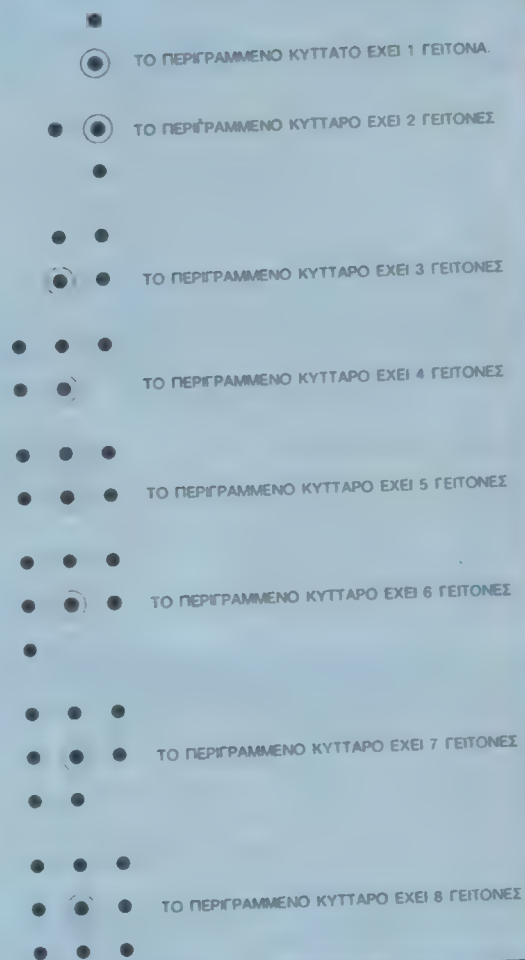 ΤΟ ΠΕΡΙΓΡΑΜΜΕΝΟ ΚΥΤΤΑΤΟ ΕΧΕΙ 1 ΓΕΙΤΟΝΑ.
ΤΟ ΠΕΡΙΓΡΑΜΜΕΝΟ ΚΥΤΤΑΡΟ ΕΧΕΙ 2 ΓΕΙΤΟΝΕΣ
ΤΟ ΠΕΡΙΓΡΑΜΜΕΝΟ ΚΥΤΤΑΡΟ ΕΧΕΙ 3 ΓΕΙΤΟΝΕΣ
ΤΟ ΠΕΡΙΓΡΑΜΜΕΝΟ ΚΥΤΤΑΡΟ ΕΧΕΙ 4 ΓΕΙΤΟΝΕΣ
ΤΟ ΠΕΡΙΓΡΑΜΜΕΝΟ ΚΥΤΤΑΡΟ ΕΧΕΙ 5 ΓΕΙΤΟΝΕΣ
ΤΟ ΠΕΡΙΓΡΑΜΜΕΝΟ ΚΥΤΤΑΡΟ ΕΧΕΙ 6 ΓΕΙΤΟΝΕΣ
ΤΟ ΠΕΡΙΓΡΑΜΜΕΝΟ ΚΥΤΤΑΡΟ ΕΧΕΙ 7 ΓΕΙΤΟΝΕΣ
ΤΟ ΠΕΡΙΓΡΑΜΜΕΝΟ ΚΥΤΤΑΡΟ ΕΧΕΙ 8 ΓΕΙΤΟΝΕΣ